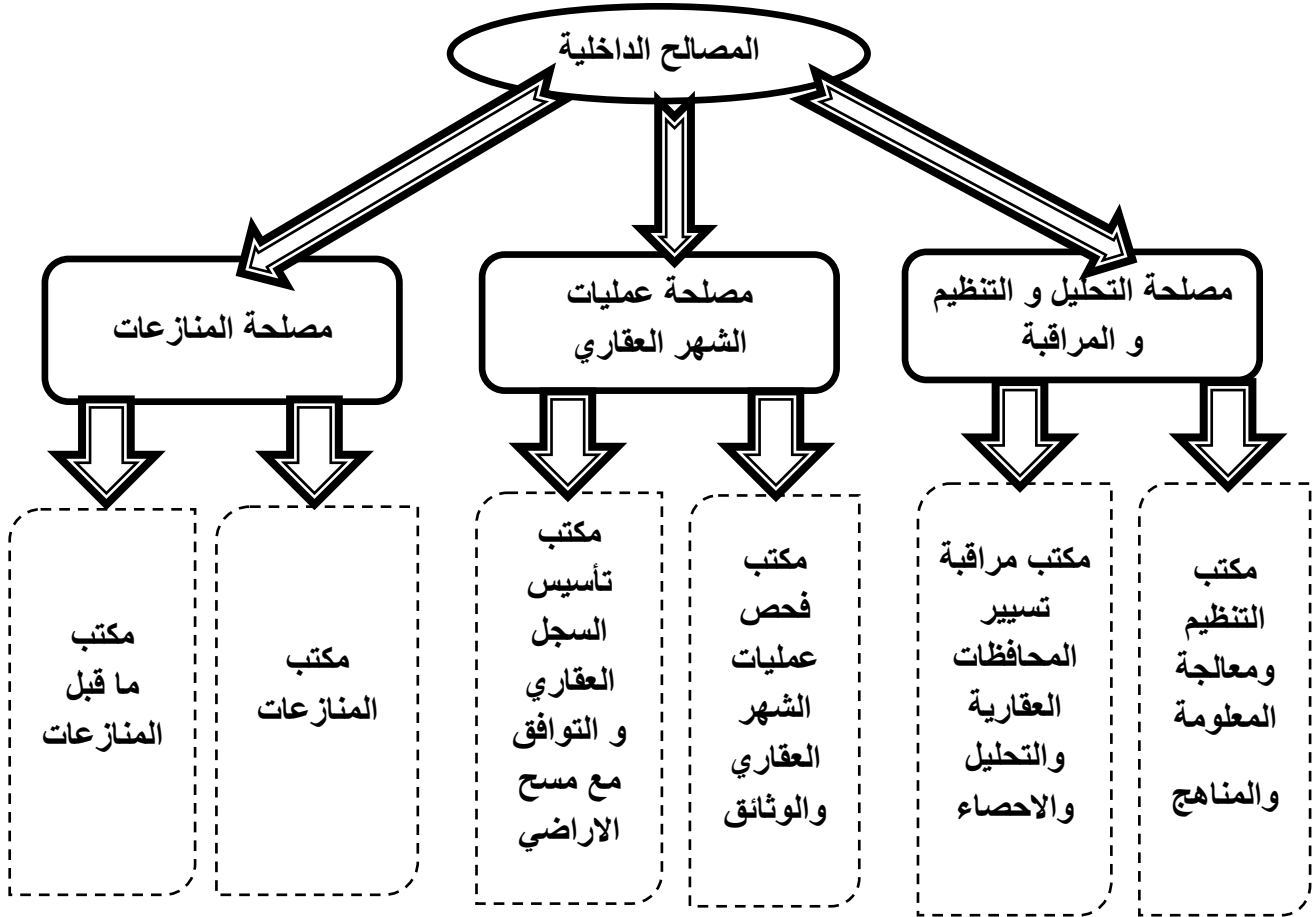 المصالح الداخلية
مصلحة التحليل و التنظيم
و المراقبة
مصلحة عمليات
الشهر العقاري
مصلحة المنازعات
مكتب
التنظيم
ومعالجة
المعلومة
والمناهج
مكتب مراقبة
تسيير
المحافظات
العقارية
والتحليل
والاحصاء
مكتب
فحص
عمليات
الشهر
العقاري
والوثائق
مكتب
تأسيس
السجل
العقاري
و التوافق
مع مسح
الاراضي
مكتب
المنازعات
مكتب
ما قبل
المنازعات